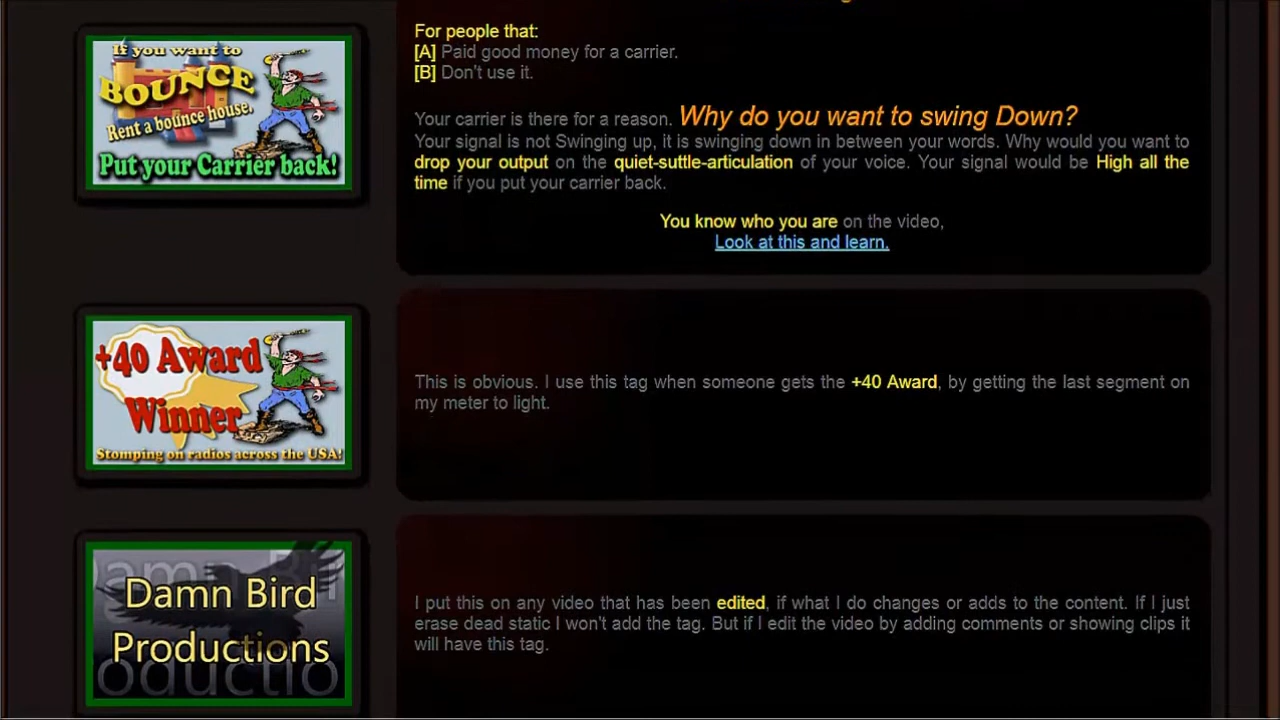 For people that:
[A] Paid good money for a carrier.
[B] Don't use it.
Your carrier is there for a reason. Why do you want to swing Down?
Your signal is not Swinging up, it is swinging down in between your words. Why would you want to
drop your output on the quiet-suttle-articulation of your voice. Your signal would be High all the
time if you put your carrier back.
You know who you are on the video,
Look at this and learn.
If you want to
BOUNCE
Rent a bounce house.
Put your Carrier back!
+40 Award
Winner
Stomping on radios across the USA!
This is obvious. I use this tag when someone gets the +40 Award, by getting the last segment on
my meter to light.
Damn Bird
Productions
I put this on any video that has been edited, if what I do changes or adds to the content. If I just
erase dead static I won't add the tag. But if I edit the video by adding comments or showing clips it
will have this tag.